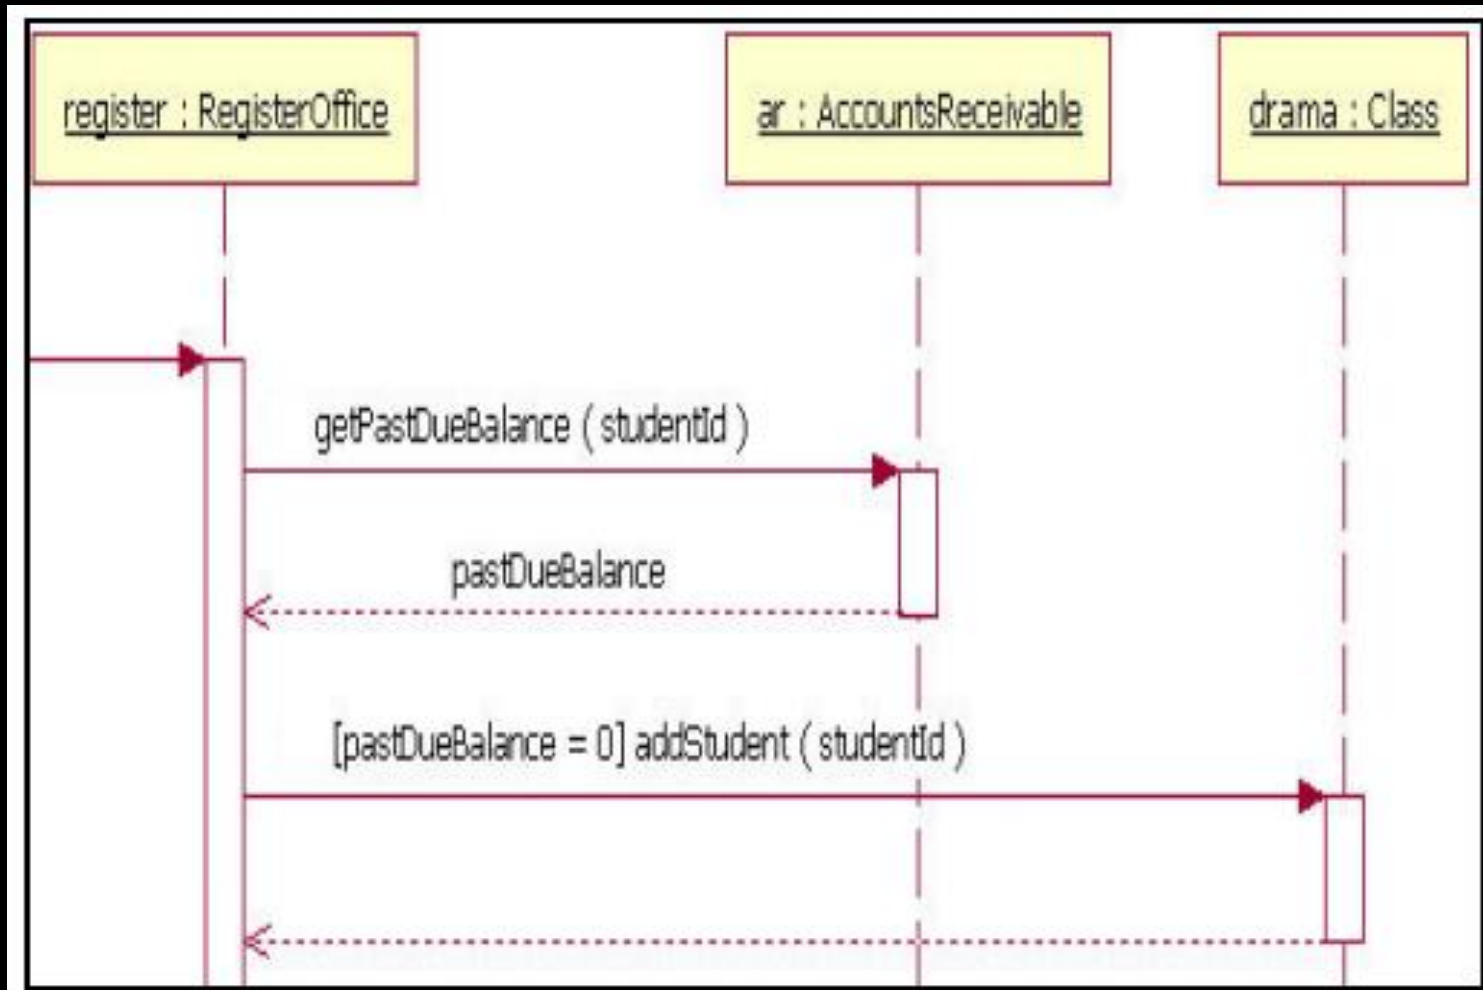 register : RegisterOffice
ar : AccountsReceivable
drama : Class
getPastDueBalance ( studentId )
pastDueBalance
[pastDueBalance = 0] addStudent ( studentId )